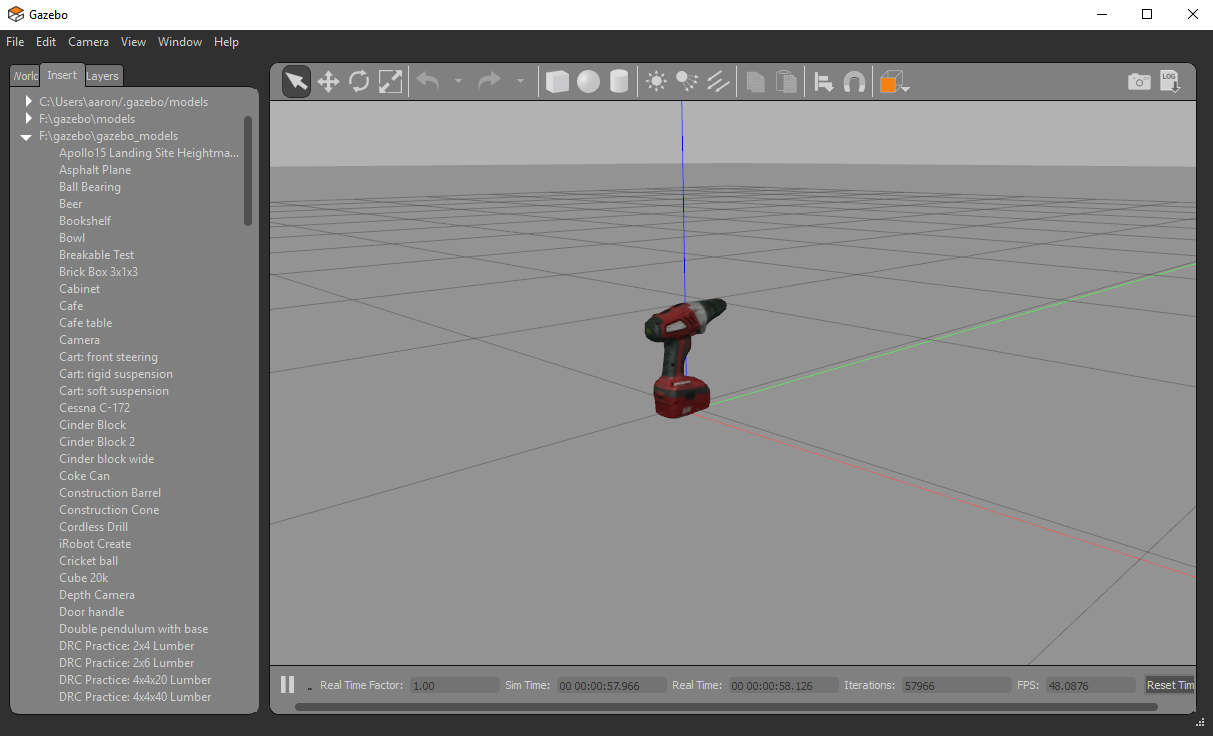 Gazebo
File Edit Camera View Window Help
World Insert Layers
LOG
C:\Users\aaron/.gazebo/models
F:\gazebo\models
F:\gazebo\gazebo_models
Apollo15 Landing Site Heightma...
Asphalt Plane
Ball Bearing
Beer
Bookshelf
Bowl
Breakable Test
Brick Box 3x1x3
Cabinet
Cafe
Cafe table
Camera
Cart: front steering
Cart: rigid suspension
Cart: soft suspension
Cessna C-172
Cinder Block
Cinder Block 2
Cinder block wide
Coke Can
Construction Barrel
Construction Cone
Cordless Drill
iRobot Create
Cricket ball
Cube 20k
Depth Camera
Door handle
Double pendulum with base
DRC Practice: 2x4 Lumber
DRC Practice: 2x6 Lumber
DRC Practice: 4x4x20 Lumber
DRC Practice: 4x4x40 Lumber
Real Time Factor: 1.00 Sim Time: 00 00:00:57.966 Real Time: 00 00:00:58.126 Iterations: 57966 FPS: 48.0876 Reset Tim